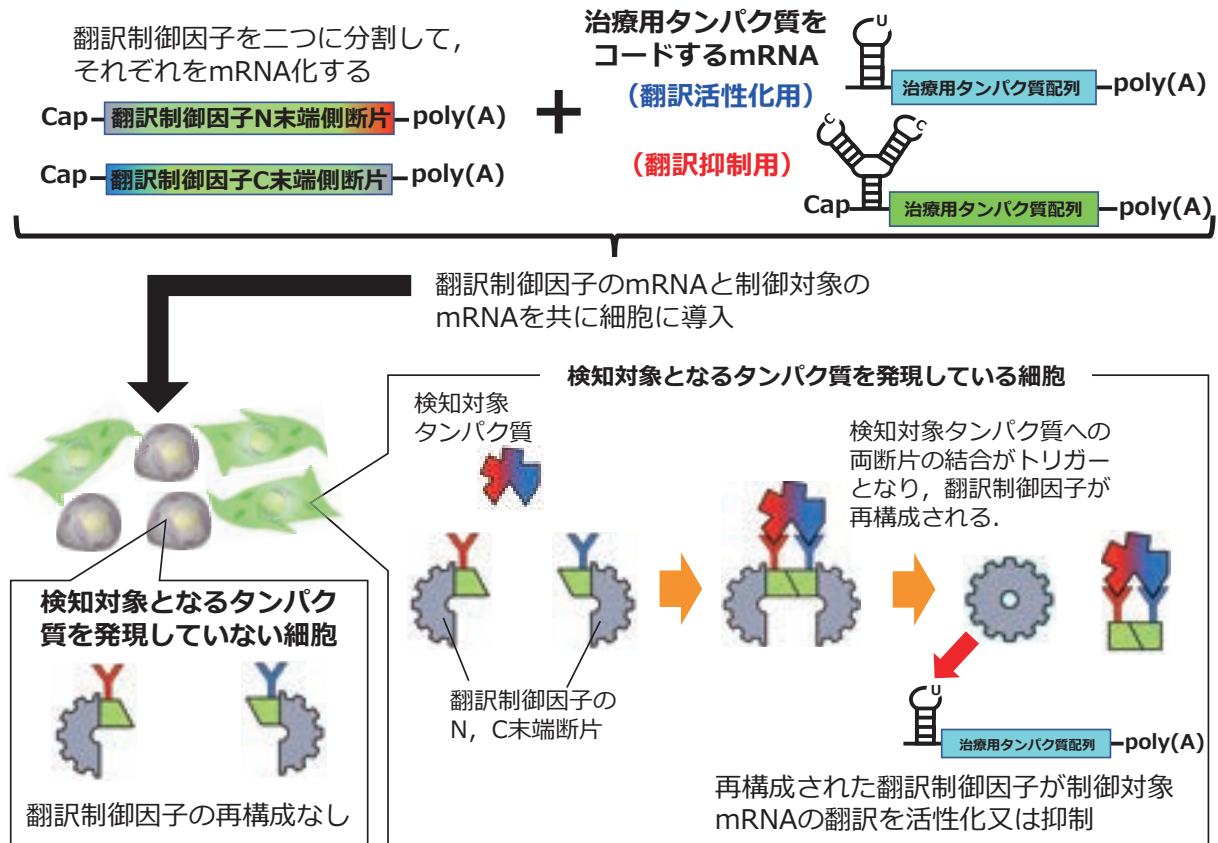 翻訳制御因子を二つに分割して，
それぞれをmRNA化する
Cap 翻訳制御因子N末端側断片 poly(A)
Cap 翻訳制御因子C末端側断片 poly(A)
+
治療用タンパク質を
コードするmRNA
（翻訳活性化用）
U
治療用タンパク質配列 poly(A)
（翻訳抑制用）
C C
Cap 治療用タンパク質配列 poly(A)
翻訳制御因子のmRNAと制御対象の
mRNAを共に細胞に導入
検知対象となるタンパク質を発現している細胞
検知対象
タンパク質
検知対象タンパク質への
両断片の結合がトリガー
となり，翻訳制御因子が
再構成される.
翻訳制御因子の
N，C末端断片
U
治療用タンパク質配列 poly(A)
再構成された翻訳制御因子が制御対象
mRNAの翻訳を活性化又は抑制
検知対象となるタンパク
質を発現していない細胞
翻訳制御因子の再構成なし